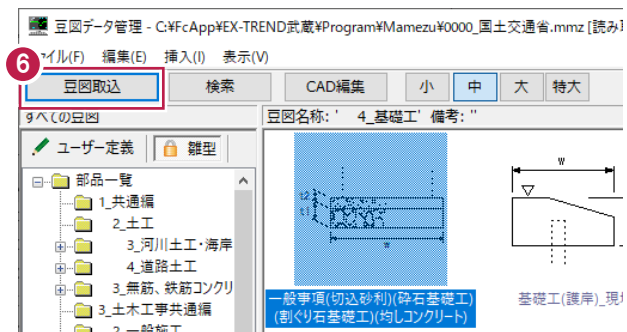 豆図データ管理 - C:¥FcApp¥EX-TREND武蔵¥Program¥Mamezu¥0000_国土交通省.mmz [読み
イル(F) 編集(E) 挿入(I) 表示(V)
6
豆図取込 検索 CAD編集 小 中 大 特大
すべての豆図 豆図名称: ' 4_基礎工' 備考: ''
ユーザー定義 雛型
部品一覧
1_共通編
2_土工
3_河川土工・海岸
4_道路土工
3_無筋、鉄筋コンクリ
3_土木工事共通編
2_一般施工
t2
t1
w
w
一般事項(切込砂利)(砕石基礎工)
(割ぐり石基礎工)(均しコンクリート)
基礎工(護岸)_現